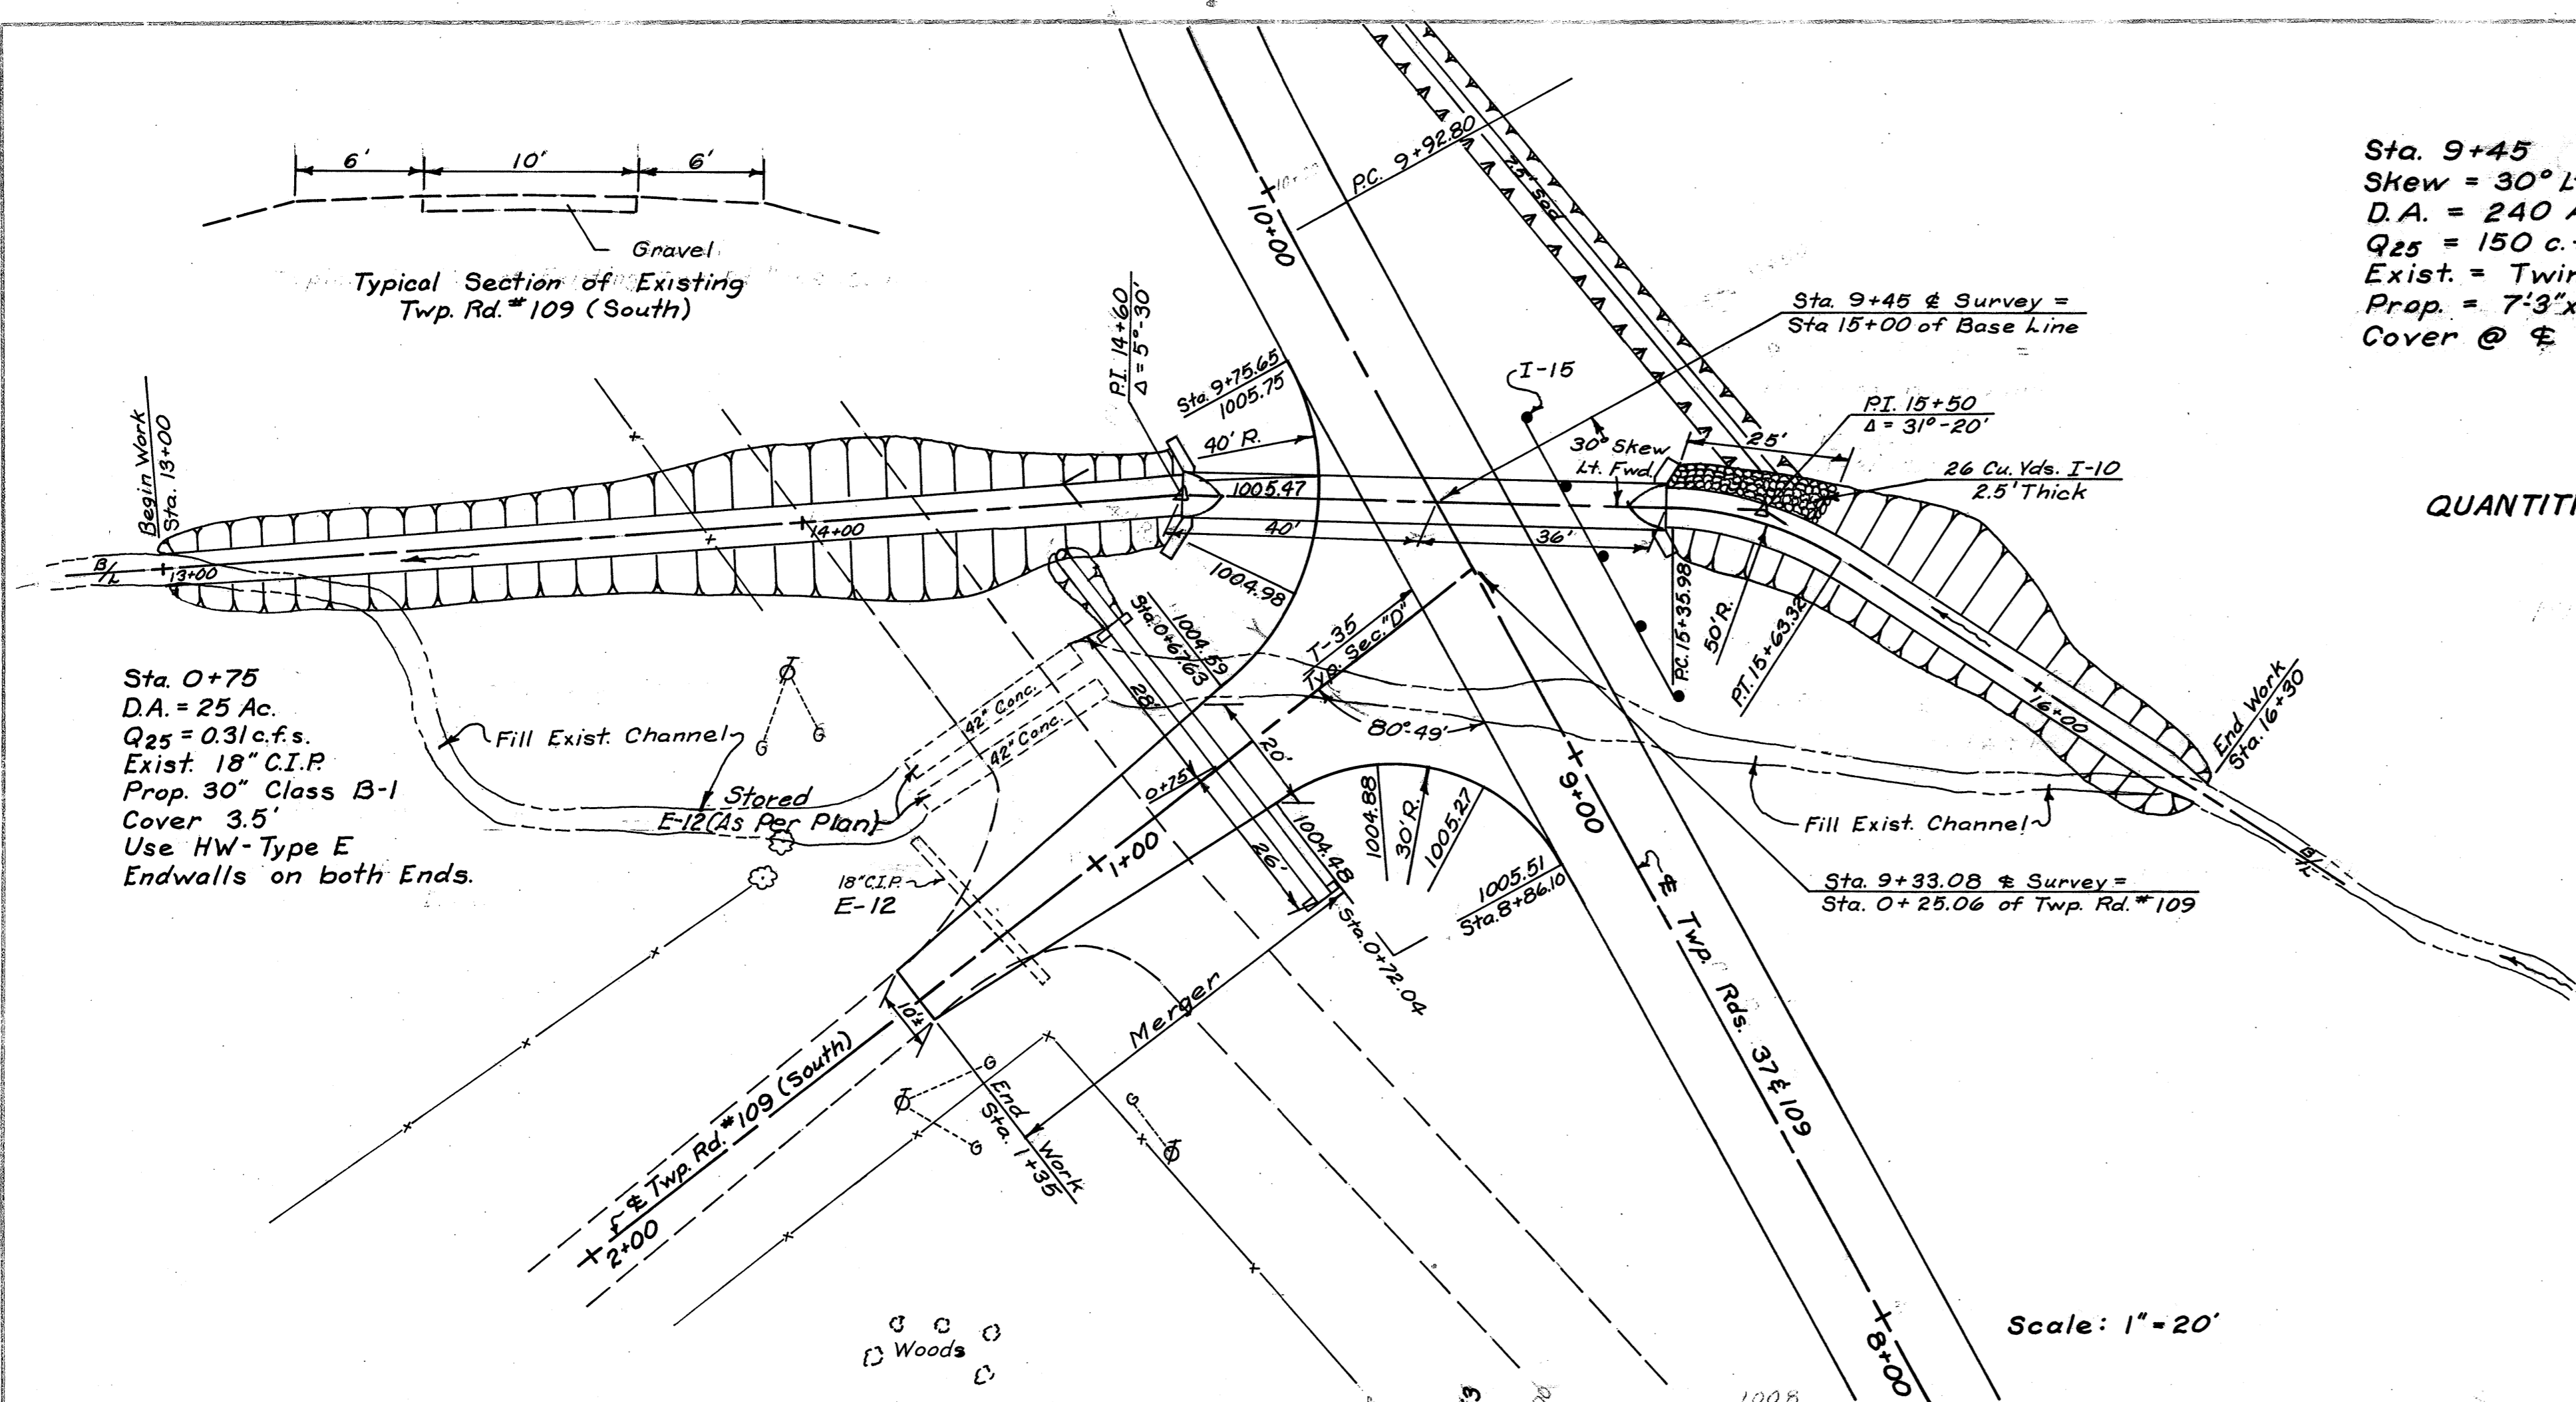 6'
10'
6'
Gravel
Typical Section of Existing
Twp. Rd. # 109 (South)
10+00
P.C. 9+92.80
2.5' Sod
Sta. 9+45
Skew = 30°
D.A. = 240
Q25 = 150
Exist. =
Prop. = 7'-3"
Cover @ ℄
Sta. 9+45 ℄ Survey =
Sta 15+00 of Base Line
P.I. 14+60
Δ = 5°-30'
Sta. 9+75.65
1005.75
40' R.
I-15
P.I. 15+50
Δ = 31°-20'
25'
30° Skew
Lt. Fwd.
26 Cu. Yds. I-10
2.5' Thick
Begin Work
Sta. 13+00
1005.47
14+00
40'
36'
B/L
13+00
1004.98
1004.59
Sta. 0+67.63
T-35
Typ. Sec. "D"
P.C. 15+35.98
50' R.
P.T. 15+63.32
16+00
End Work
Sta. 16+30
Sta. 0+75
D.A. = 25 Ac.
Q25 = 0.31 c.f.s.
Exist. 18" C.I.P.
Prop. 30" Class B-1
Cover 3.5'
Use HW-Type E
Endwalls on both Ends.
Fill Exist. Channel
42" Conc.
42" Conc.
28'
20'
80°-49'
Stored
E-12 (As Per Plan)
0+75
1+00
26'
1004.48
Sta. 0+72.04
1004.88
30' R.
1005.27
1005.51
Sta. 8+86.10
9+00
Fill Exist. Channel
B/L
18" C.I.P.
E-12
Sta. 9+33.08 ℄ Survey =
Sta. 0+25.06 of Twp. Rd. # 109
℄ Twp. Rds. 37 & 109
10'±
Merger
End Work
Sta. 1+35
℄ Twp. Rd. # 109 (South)
2+00
G
G
G
G
G
Woods
8+00
Scale: 1" = 20'
1008